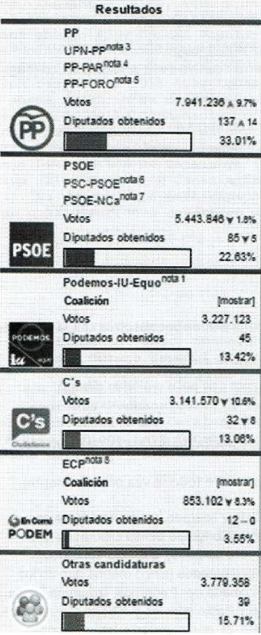 Resultados
PP
UPN-PP nota 3
PP-PAR nota 4
PP-FORO nota 5
Votos 7.941.236 ▲ 9.7%
PP
Diputados obtenidos 137 ▲ 14
33.01%
PSOE
PSC-PSOE nota 6
PSOE-NCa nota 7
Votos 5.443.846 ▼ 1.8%
PSOE
Diputados obtenidos 85 ▼ 5
22.63%
Podemos-IU-Equo nota 1
Coalición [mostrar]
Votos 3.227.123
PODEMOS.
Diputados obtenidos 45
iu
13.42%
C's
Votos 3.141.570 ▼ 10.6%
C's
Diputados obtenidos 32 ▼ 8
Ciudadanos
13.06%
ECP
Coalición [mostrar]
Votos 853.102 ▼ 8.3%
En Comú
PODEM
Diputados obtenidos 12 – 0
3.55%
Otras candidaturas
Votos 3.779.358
Diputados obtenidos 39
15.71%